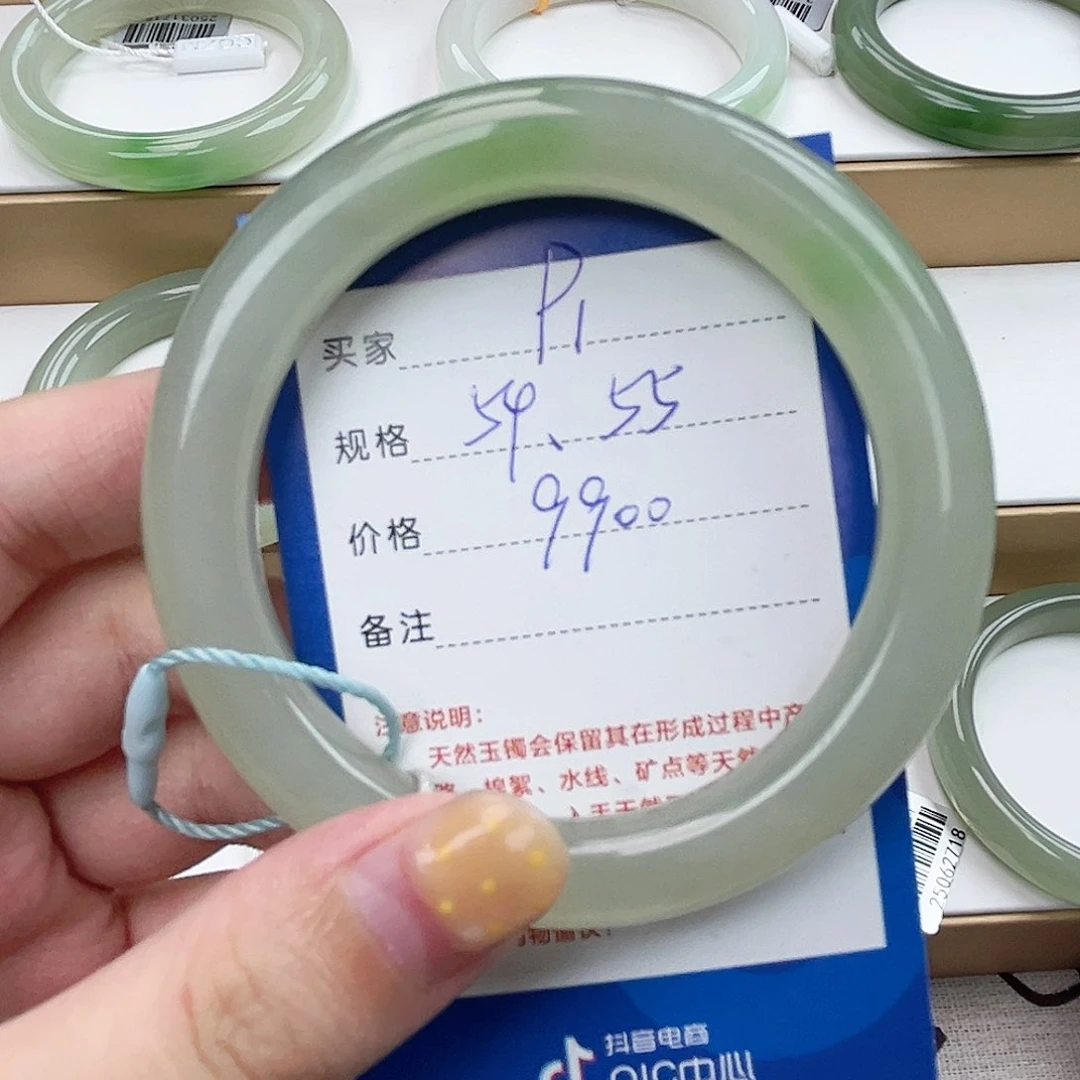 买家 P1
规格 54、55
价格 9900
备注
注意说明:
天然玉镯会保留其在形成过程中产
棉絮、水线、矿点等天然
抖音电商
QIC中心
25062718